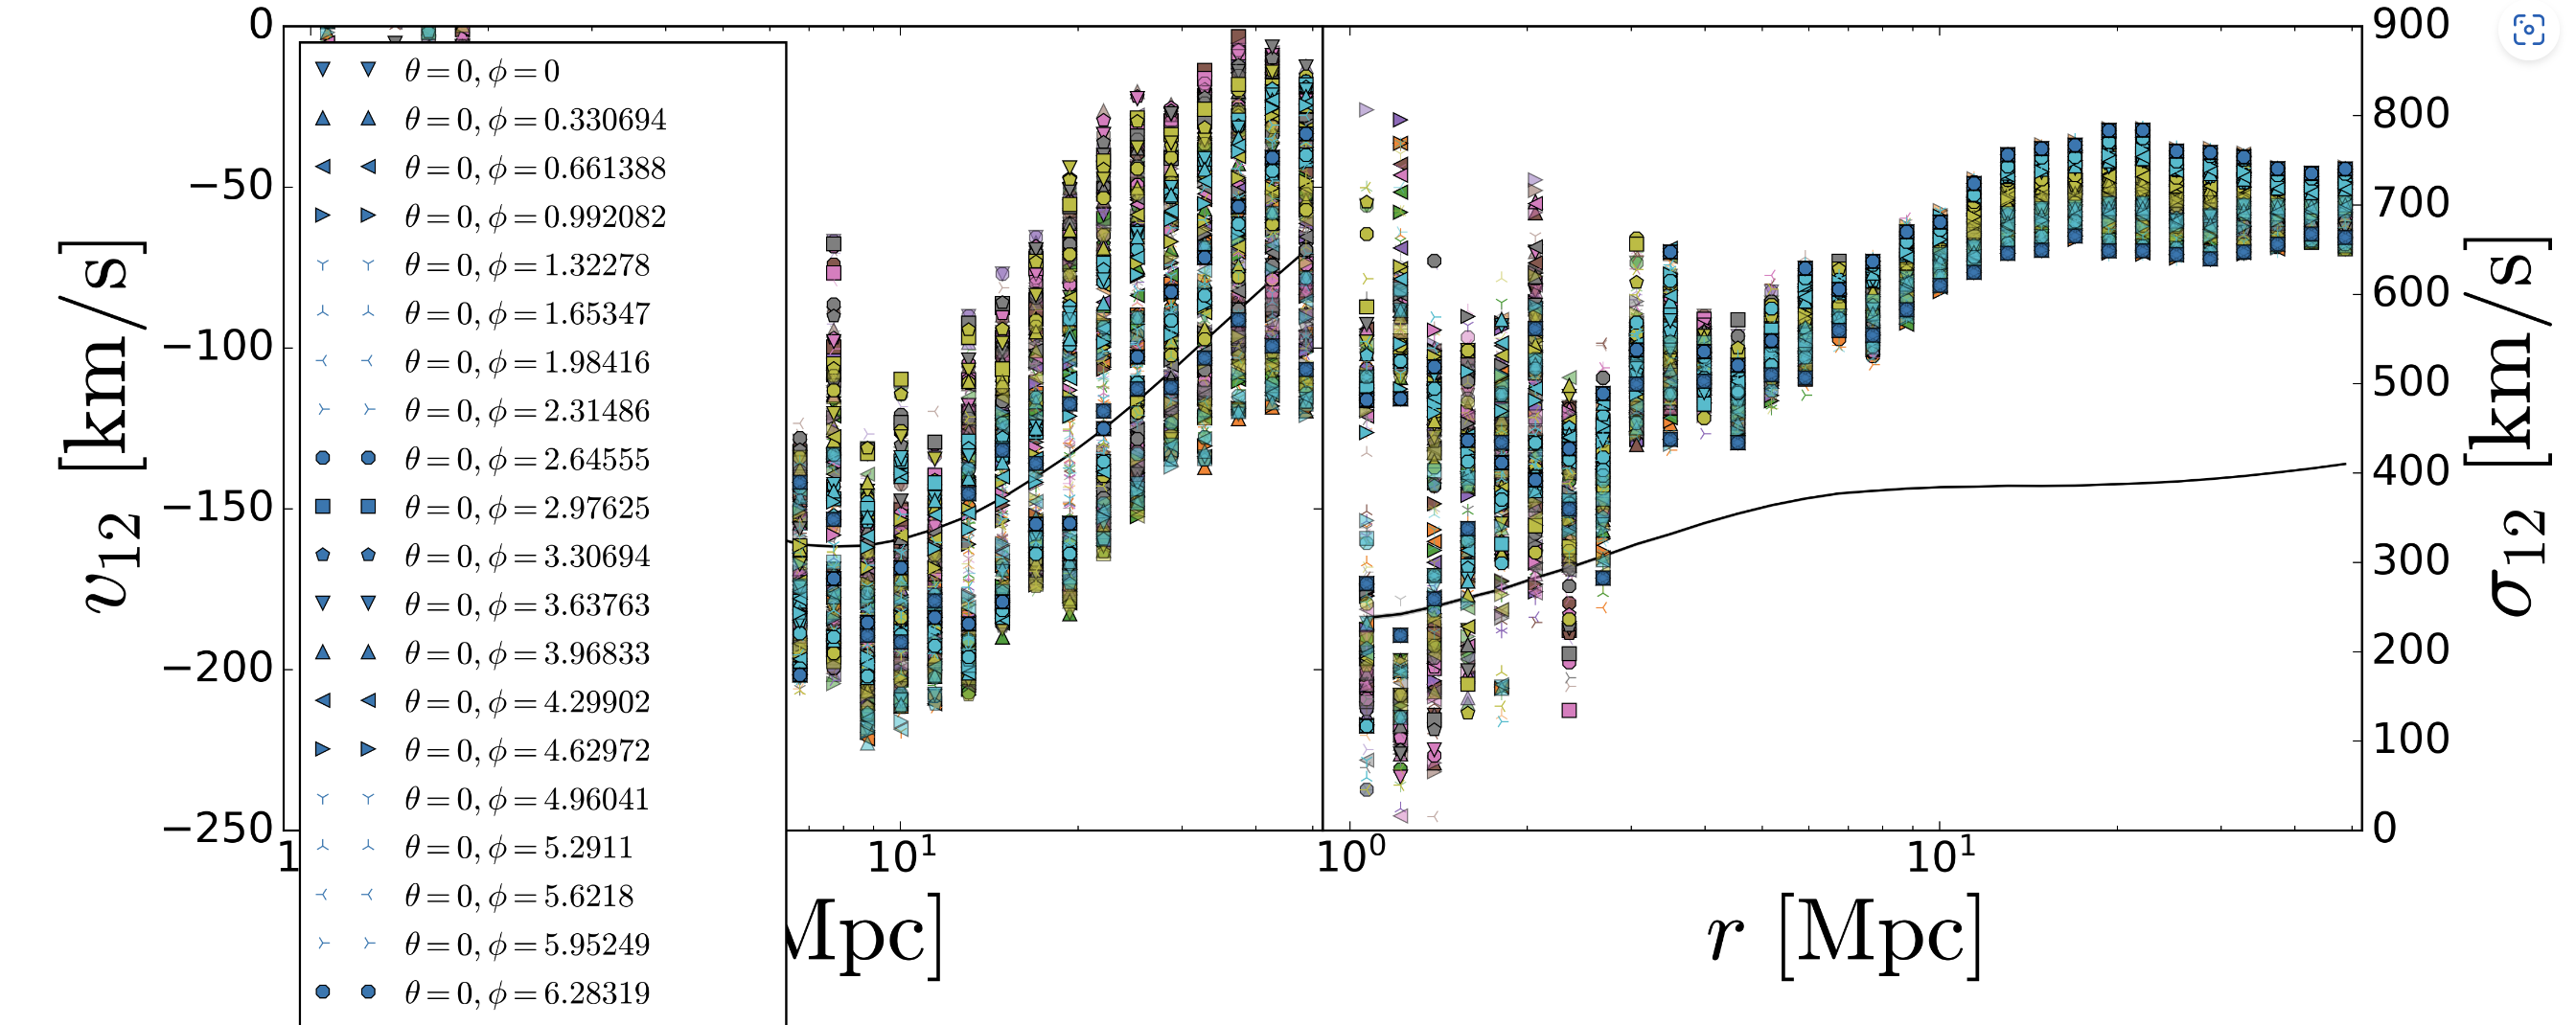 0
−50
−100
−150
−200
−250
v₁₂ [km/s]
θ = 0, ϕ = 0
θ = 0, ϕ = 0.330694
θ = 0, ϕ = 0.661388
θ = 0, ϕ = 0.992082
θ = 0, ϕ = 1.32278
θ = 0, ϕ = 1.65347
θ = 0, ϕ = 1.98416
θ = 0, ϕ = 2.31486
θ = 0, ϕ = 2.64555
θ = 0, ϕ = 2.97625
θ = 0, ϕ = 3.30694
θ = 0, ϕ = 3.63763
θ = 0, ϕ = 3.96833
θ = 0, ϕ = 4.29902
θ = 0, ϕ = 4.62972
θ = 0, ϕ = 4.96041
θ = 0, ϕ = 5.2911
θ = 0, ϕ = 5.6218
θ = 0, ϕ = 5.95249
θ = 0, ϕ = 6.28319
1
10¹
Mpc]
10⁰
10¹
r [Mpc]
900
800
700
600
500
400
300
200
100
0
σ₁₂ [km/s]